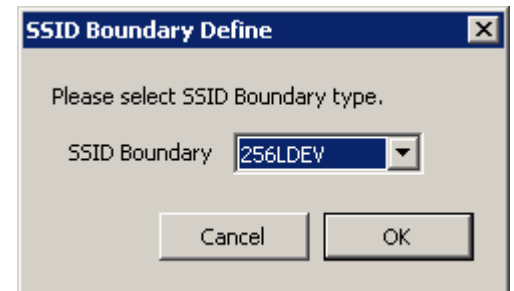 SSID Boundary Define
Please select SSID Boundary type.
SSID Boundary 256LDEV
Cancel OK